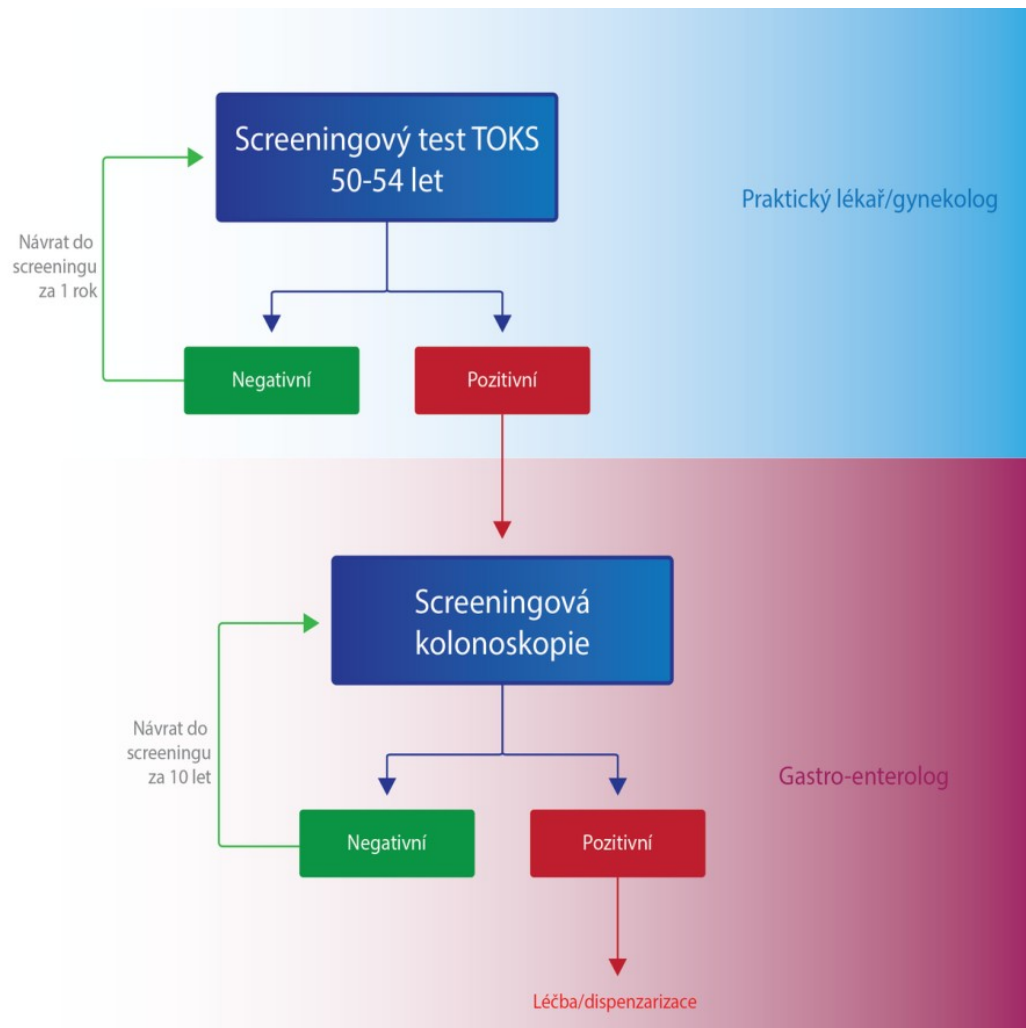 Screeningový test TOKS
50-54 let
Praktický lékař/gynekolog
Návrat do
screeningu
za 1 rok
Negativní
Pozitivní
Screeningová
kolonoskopie
Návrat do
screeningu
za 10 let
Gastro-enterolog
Negativní
Pozitivní
Léčba/dispenzarizace